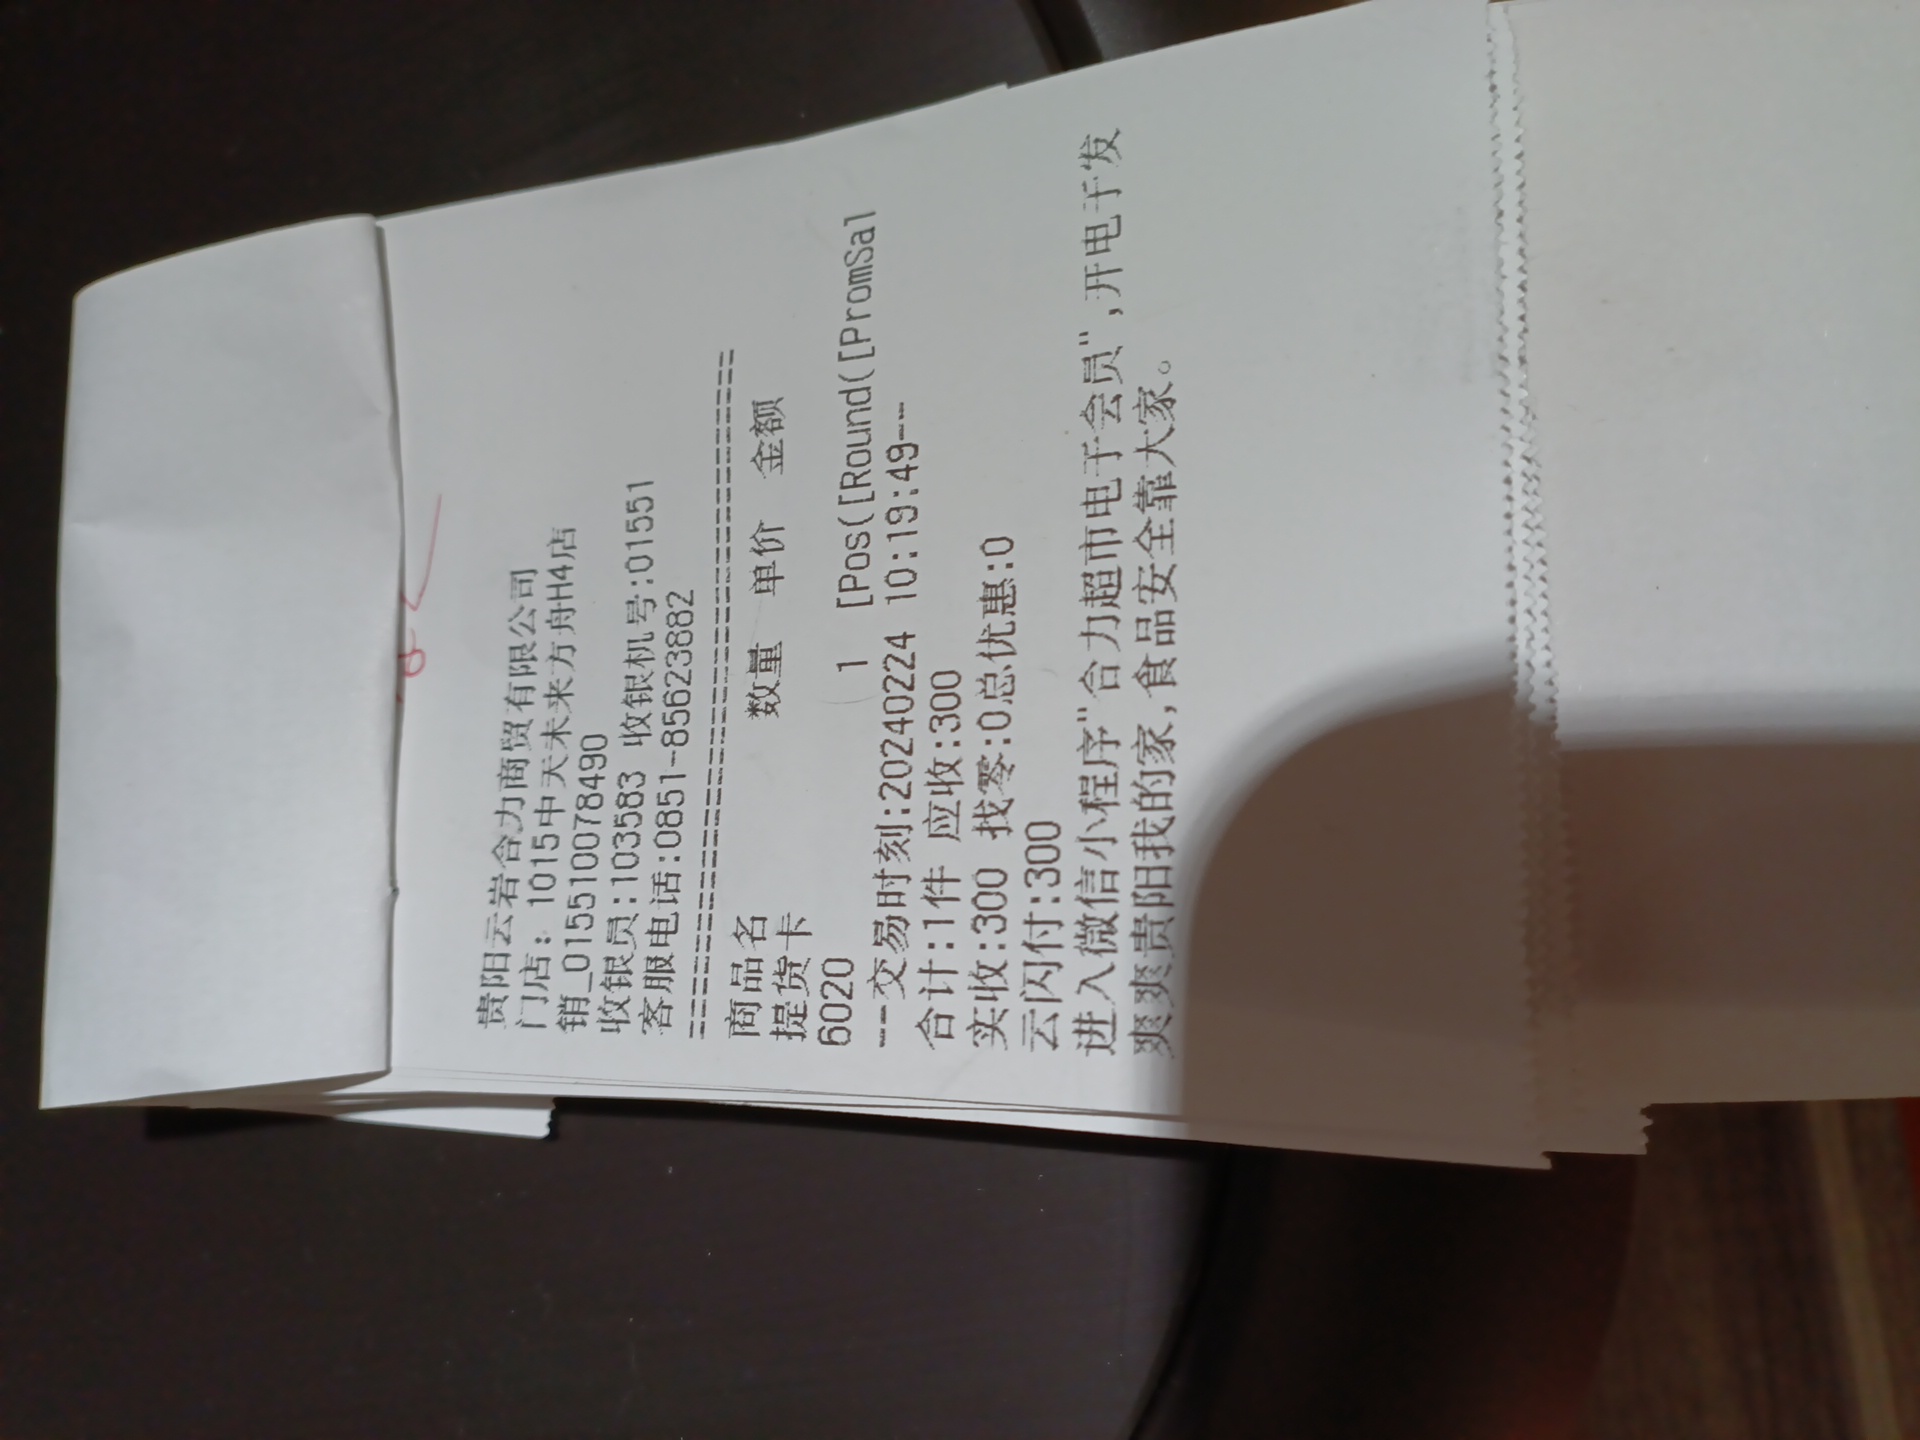 贵阳云岩合力商贸有限公司
门店: 1015中天未来方舟H4店
销_0155100078490
收银员:103583 收银机号:01551
客服电话:0851-85623882
================================
商品名 数量 单价 金额
提货卡
6020 1 [Pos([Round([PromSal
--交易时刻:20240224 10:19:49--
合计:1件 应收:300
实收:300 找零:0总优惠:0
云闪付:300
进入微信小程序"合力超市电子会员",开电子发
爽爽贵阳我的家,食品安全靠大家。